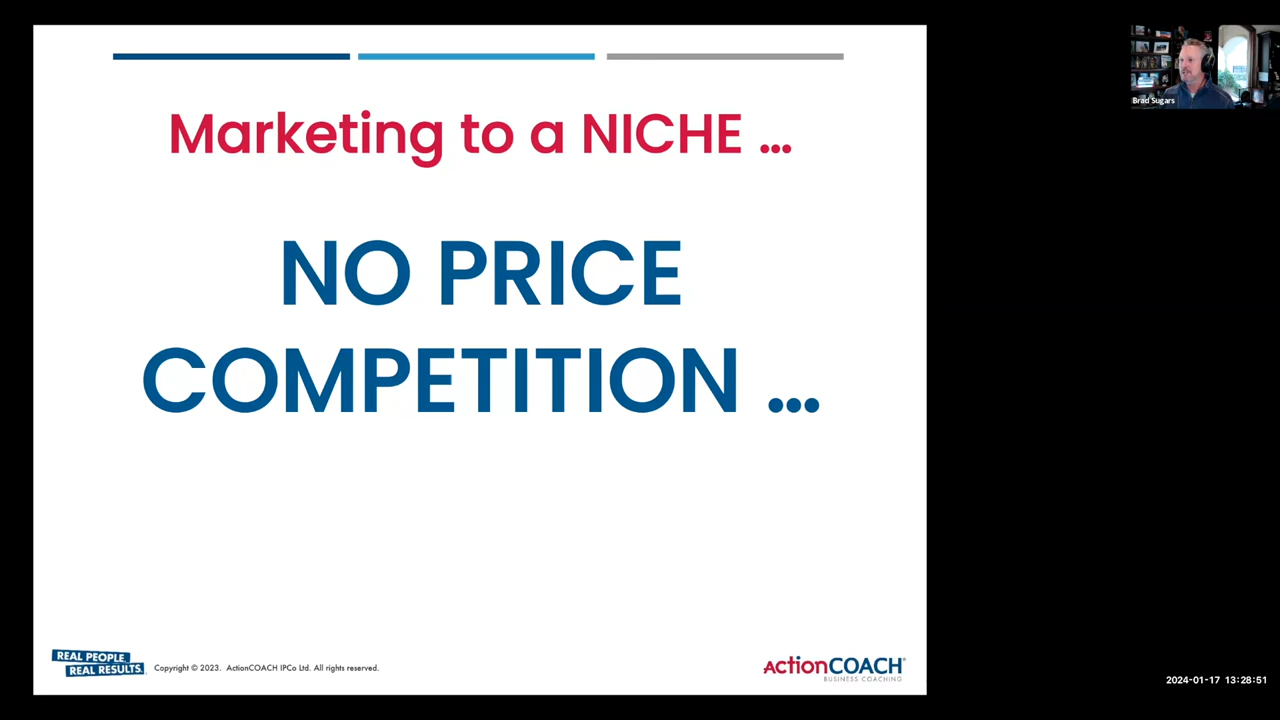 Marketing to a NICHE ...
NO PRICE
COMPETITION ...
REAL PEOPLE.
REAL RESULTS.
Copyright © 2023. ActionCOACH IPCo Ltd. All rights reserved.
actionCOACH®
BUSINESS COACHING
Brad Sugars
2024-01-17 13:28:51